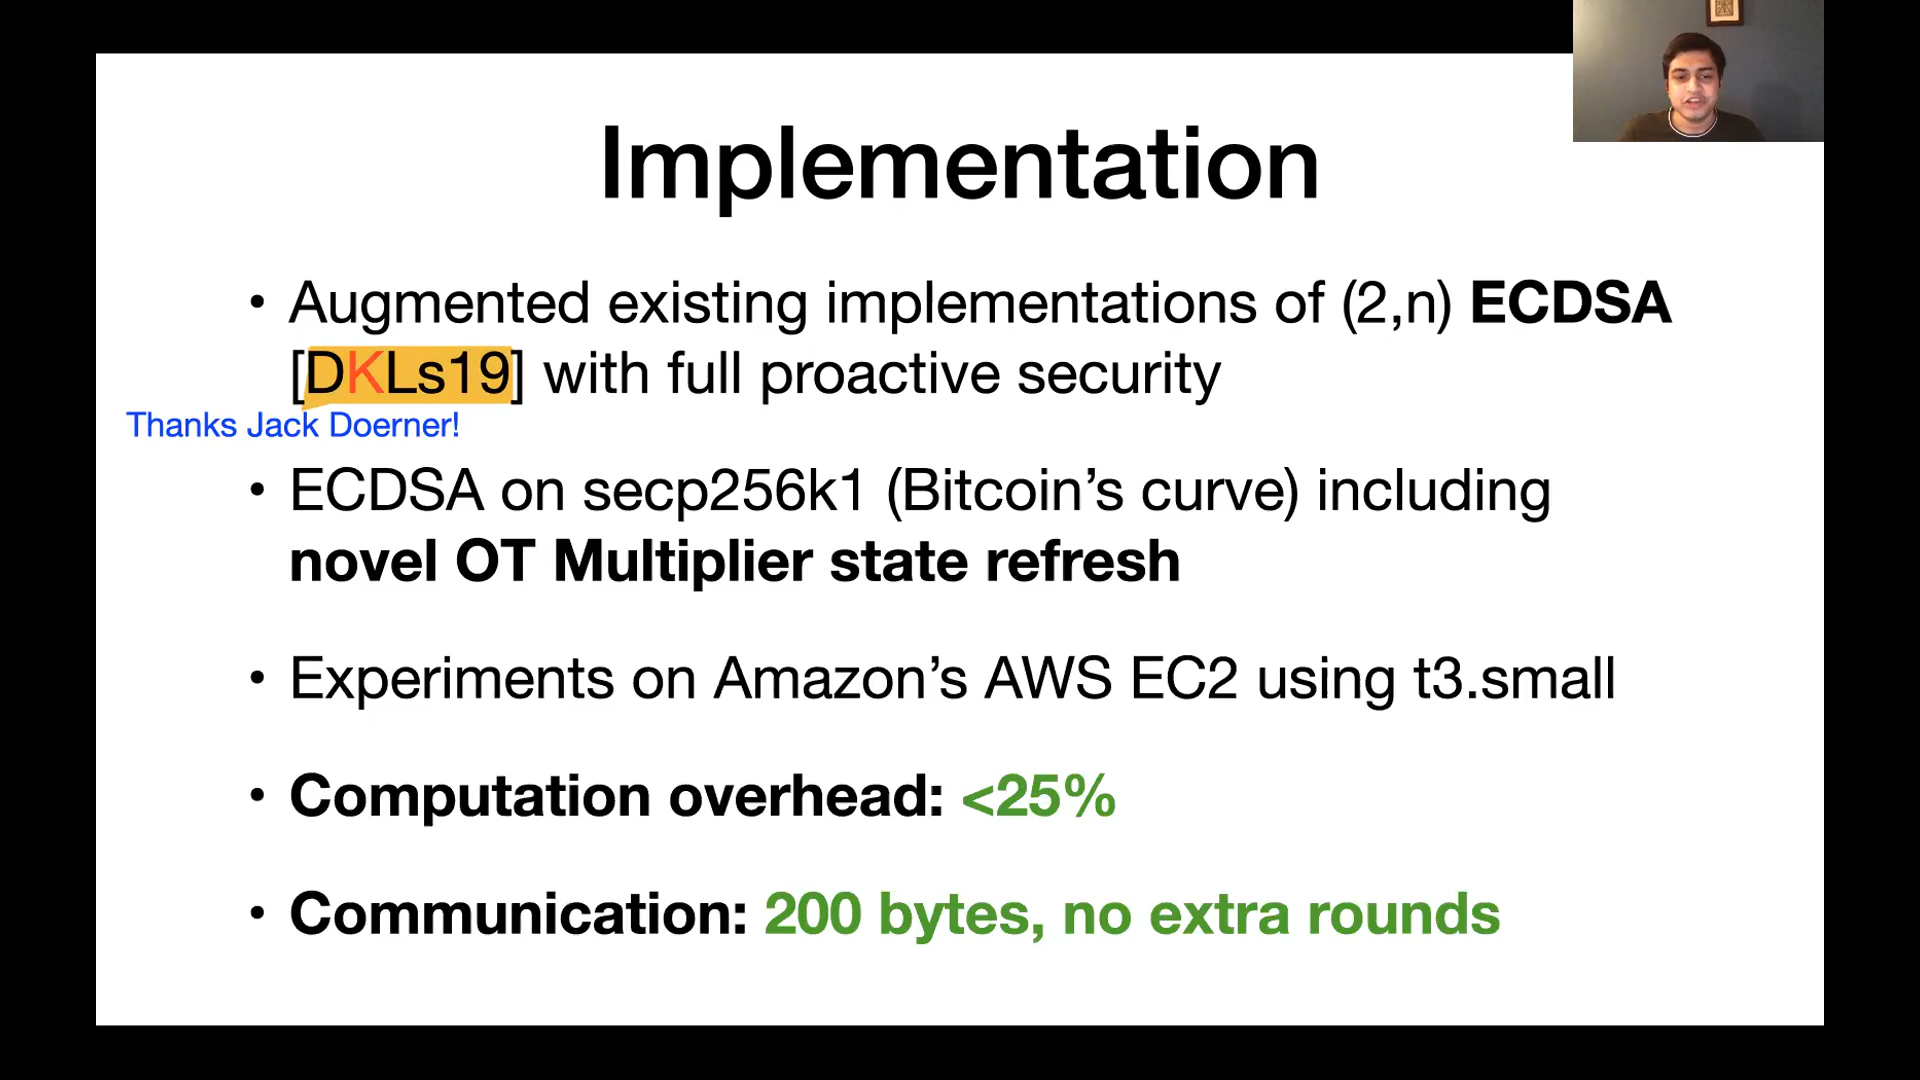 Implementation
• Augmented existing implementations of (2,n) ECDSA
[DKLs19] with full proactive security
Thanks Jack Doerner!
• ECDSA on secp256k1 (Bitcoin’s curve) including
novel OT Multiplier state refresh
• Experiments on Amazon’s AWS EC2 using t3.small
• Computation overhead: <25%
• Communication: 200 bytes, no extra rounds